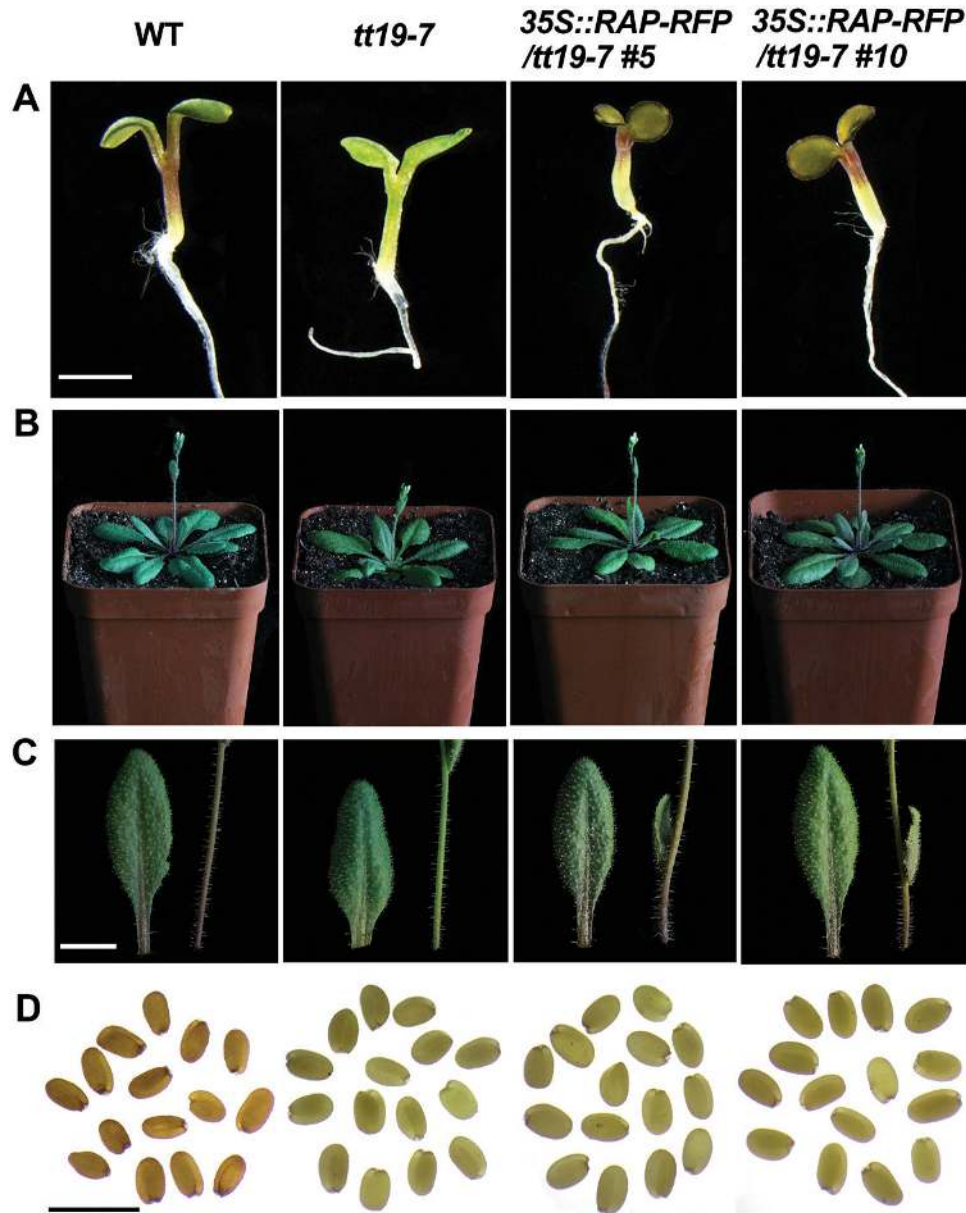 WT
tt19-7
35S::RAP-RFP
/tt19-7 #5
35S::RAP-RFP
/tt19-7 #10
A
B
C
D